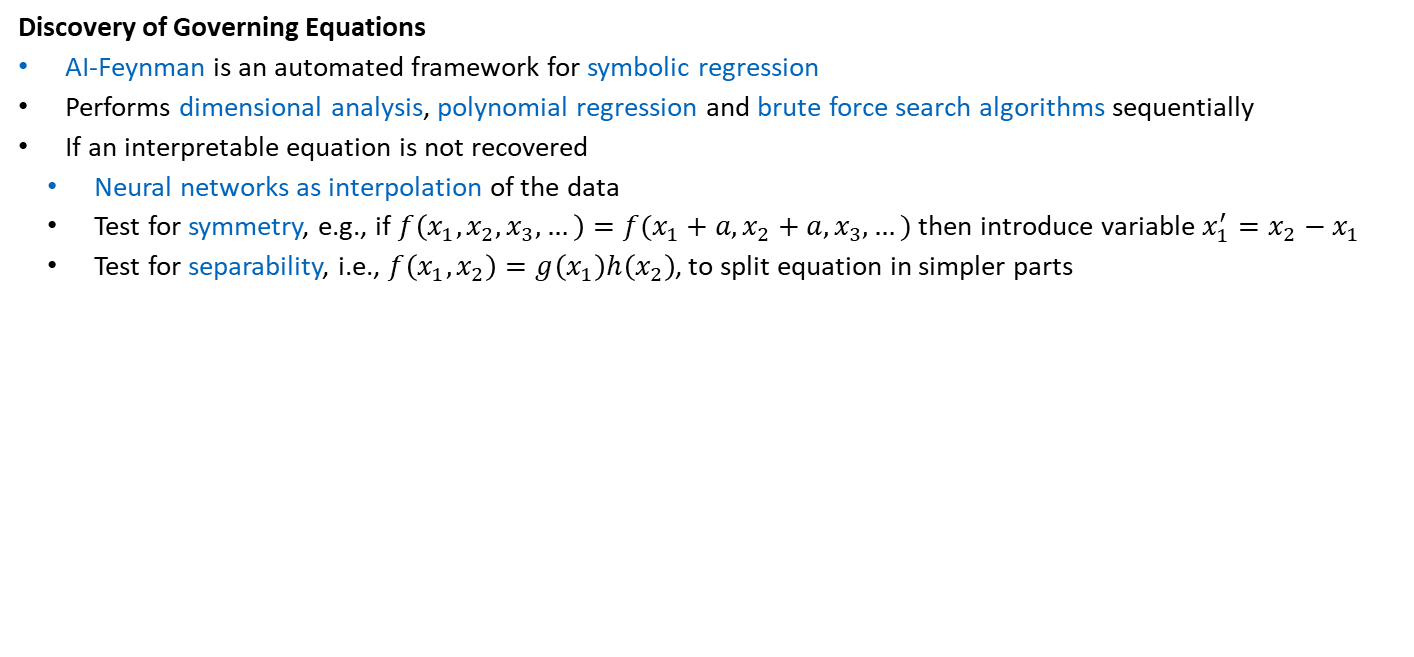 Discovery of Governing Equations
• AI-Feynman is an automated framework for symbolic regression
• Performs dimensional analysis, polynomial regression and brute force search algorithms sequentially
• If an interpretable equation is not recovered
• Neural networks as interpolation of the data
• Test for symmetry, e.g., if f(x₁, x₂, x₃, …) = f(x₁ + a, x₂ + a, x₃, …) then introduce variable x₁′ = x₂ − x₁
• Test for separability, i.e., f(x₁, x₂) = g(x₁)h(x₂), to split equation in simpler parts